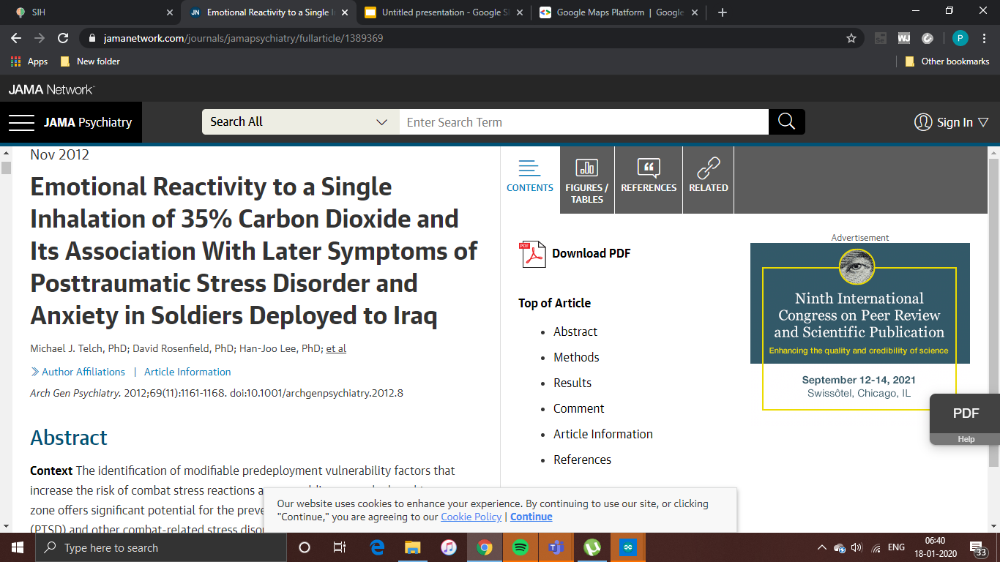 SIH
JN Emotional Reactivity to a Single I
Untitled presentation - Google Sl
Google Maps Platform | Google
jamanetwork.com/journals/jamapsychiatry/fullarticle/1389369
P
Apps
New folder
Other bookmarks
JAMA Network
JAMA Psychiatry
Search All
Enter Search Term
Sign In
Nov 2012
Emotional Reactivity to a Single
Inhalation of 35% Carbon Dioxide and
Its Association With Later Symptoms of
Posttraumatic Stress Disorder and
Anxiety in Soldiers Deployed to Iraq
Michael J. Telch, PhD; David Rosenfield, PhD; Han-Joo Lee, PhD; et al
Author Affiliations | Article Information
Arch Gen Psychiatry. 2012;69(11):1161-1168. doi:10.1001/archgenpsychiatry.2012.8
Abstract
Context The identification of modifiable predeployment vulnerability factors that
increase the risk of combat stress reactions a
zone offers significant potential for the preve
(PTSD) and other combat-related stress diso
CONTENTS
FIGURES /
TABLES
REFERENCES
RELATED
PDF
Download PDF
Top of Article
• Abstract
• Methods
• Results
• Comment
• Article Information
• References
Advertisement
Ninth International
Congress on Peer Review
and Scientific Publication
Enhancing the quality and credibility of science
September 12-14, 2021
Swissôtel, Chicago, IL
PDF
Help
Our website uses cookies to enhance your experience. By continuing to use our site, or clicking
"Continue," you are agreeing to our Cookie Policy | Continue
Type here to search
ENG
06:40
18-01-2020
33